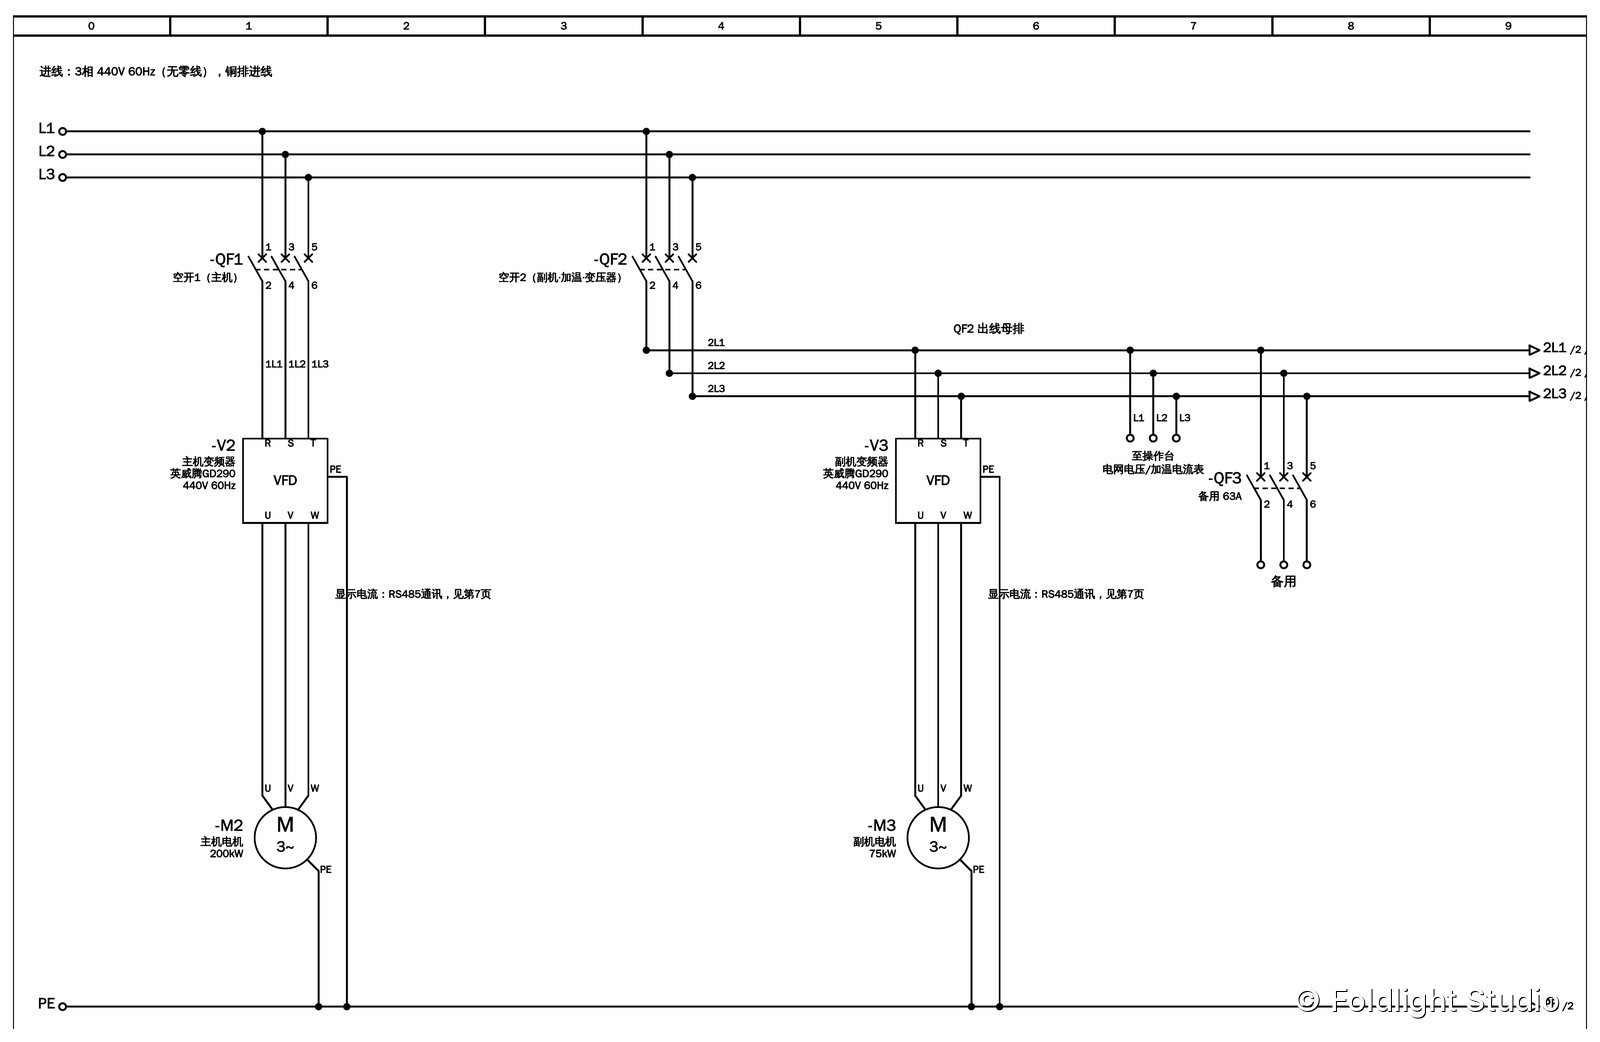 0 1 2 3 4 5 6 7 8 9
进线：3相 440V 60Hz（无零线），铜排进线
L1
L2
L3
1 3 5
-QF1
空开1（主机）
2 4 6
1 3 5
-QF2
空开2（副机·加温·变压器）
2 4 6
QF2 出线母排
2L1
2L1 /2
2L2
2L2 /2
2L3
2L3 /2
1L1 1L2 1L3
L1 L2 L3
至操作台
电网电压/加温电流表
-V2
主机变频器
英威腾GD290
440V 60Hz
R S T
VFD
U V W
PE
-V3
副机变频器
英威腾GD290
440V 60Hz
R S T
VFD
U V W
PE
1 3 5
-QF3
备用 63A
2 4 6
备用
显示电流：RS485通讯，见第7页
显示电流：RS485通讯，见第7页
U V W
-M2
主机电机
200kW
M
3~
PE
U V W
-M3
副机电机
75kW
M
3~
PE
PE
/2
© Foldlight Studio